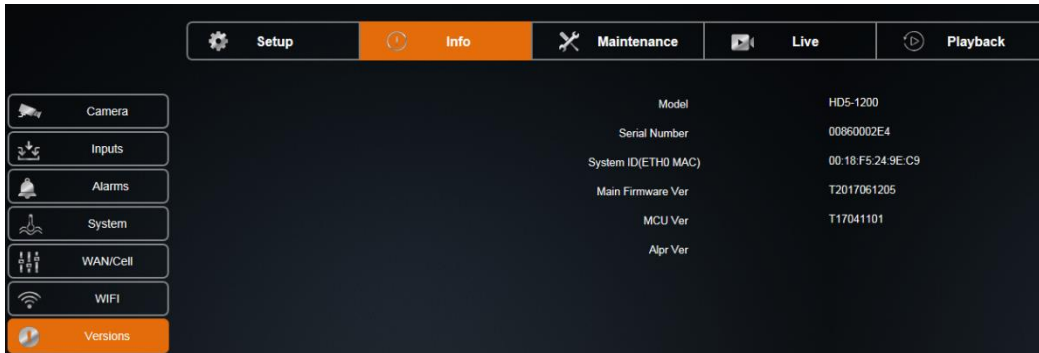 Setup Info Maintenance Live Playback
Camera
Inputs
Alarms
System
WAN/Cell
WIFI
Versions
Model HD5-1200
Serial Number 00860002E4
System ID(ETH0 MAC) 00:18:F5:24:9E:C9
Main Firmware Ver T2017061205
MCU Ver T17041101
Alpr Ver